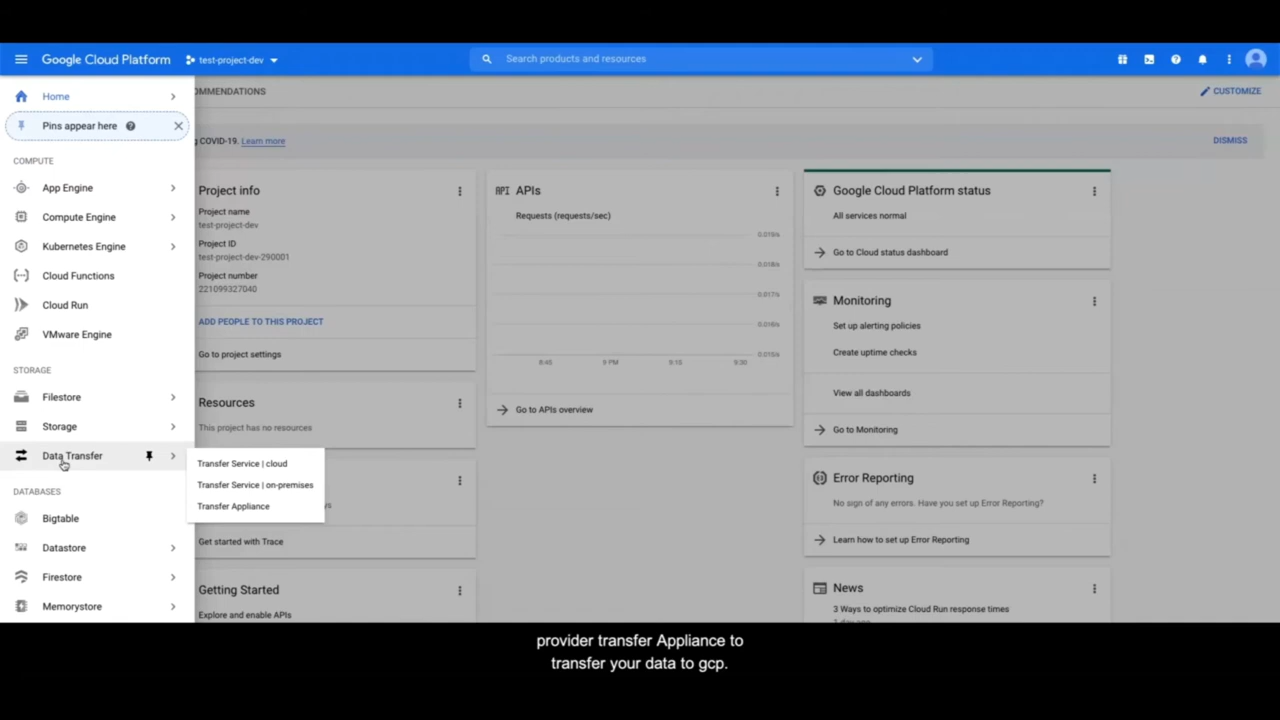 Google Cloud Platform
test-project-dev
Search products and resources
Home
Pins appear here
COMPUTE
App Engine
Compute Engine
Kubernetes Engine
Cloud Functions
Cloud Run
VMware Engine
STORAGE
Filestore
Storage
Data Transfer
DATABASES
Bigtable
Datastore
Firestore
Memorystore
Transfer Service | cloud
Transfer Service | on-premises
Transfer Appliance
MMENDATIONS
CUSTOMIZE
COVID-19. Learn more
DISMISS
Project info
Project name
test-project-dev
Project ID
test-project-dev-290001
Project number
221099327040
ADD PEOPLE TO THIS PROJECT
Go to project settings
Resources
This project has no resources
Get started with Trace
Getting Started
Explore and enable APIs
API APIs
Requests (requests/sec)
0.019/s
0.018/s
0.017/s
0.016/s
0.015/s
8:45 9 PM 9:15 9:30
Go to APIs overview
Google Cloud Platform status
All services normal
Go to Cloud status dashboard
Monitoring
Set up alerting policies
Create uptime checks
View all dashboards
Go to Monitoring
Error Reporting
No sign of any errors. Have you set up Error Reporting?
Learn how to set up Error Reporting
News
3 Ways to optimize Cloud Run response times
provider transfer Appliance to
transfer your data to gcp.